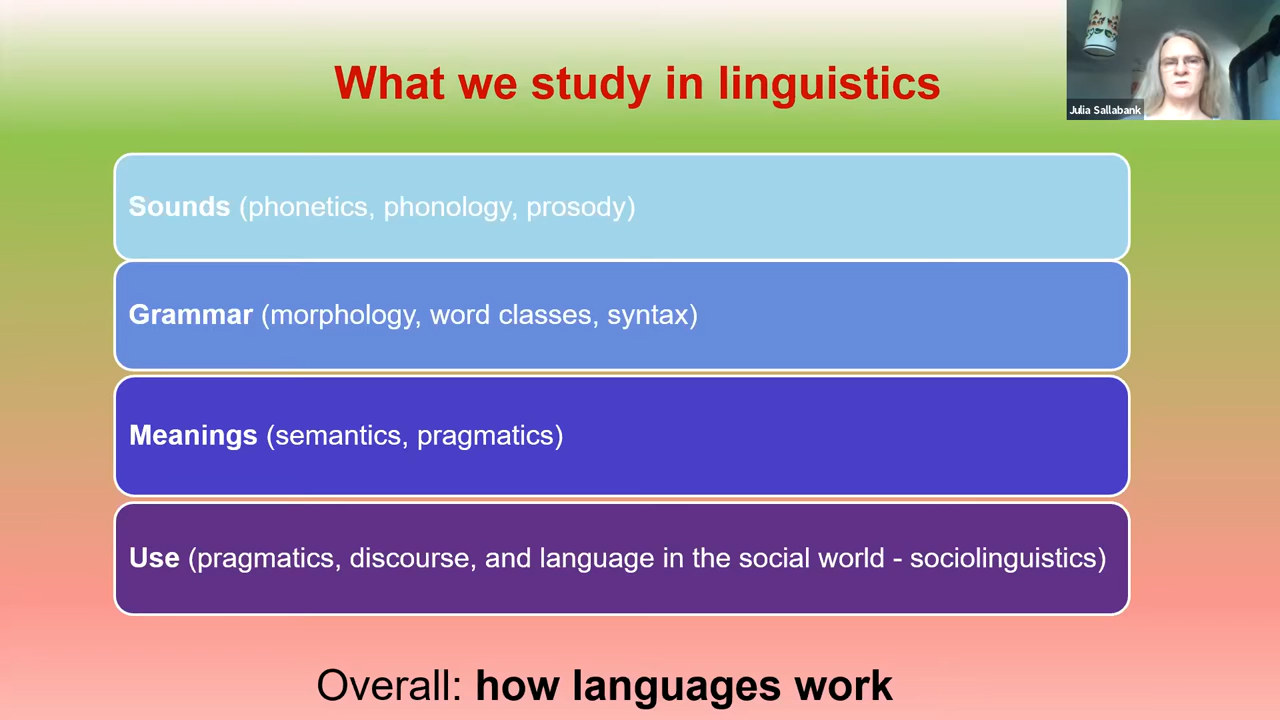 What we study in linguistics
Julia Sallabank
Sounds (phonetics, phonology, prosody)
Grammar (morphology, word classes, syntax)
Meanings (semantics, pragmatics)
Use (pragmatics, discourse, and language in the social world - sociolinguistics)
Overall: how languages work